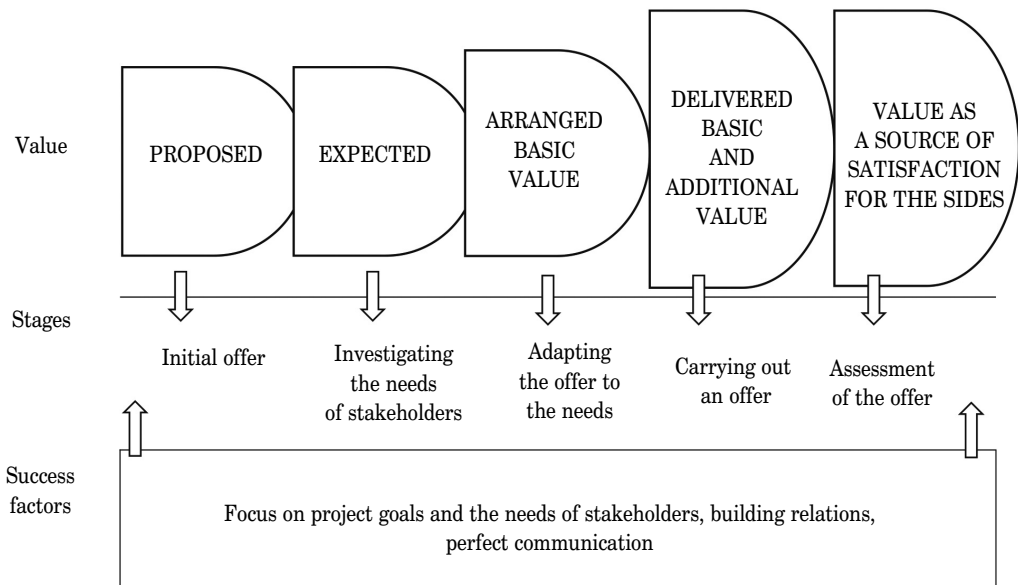 Value
PROPOSED
EXPECTED
ARRANGED
BASIC
VALUE
DELIVERED
BASIC
AND
ADDITIONAL
VALUE
VALUE AS
A SOURCE OF
SATISFACTION
FOR THE SIDES
Stages
Initial offer
Investigating
the needs
of stakeholders
Adapting
the offer to
the needs
Carrying out
an offer
Assessment
of the offer
Success
factors
Focus on project goals and the needs of stakeholders, building relations,
perfect communication